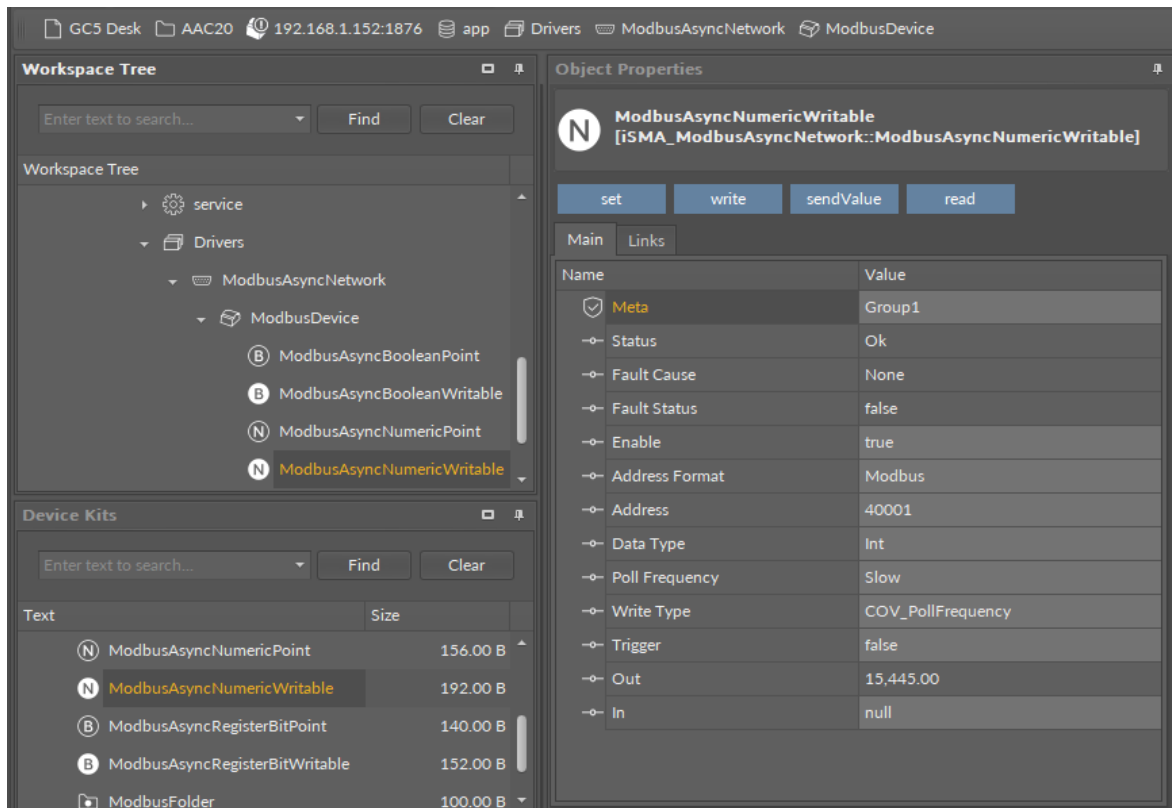 GC5 Desk AAC20 192.168.1.152:1876 app Drivers ModbusAsyncNetwork ModbusDevice
Workspace Tree
Enter text to search... Find Clear
Workspace Tree
service
Drivers
ModbusAsyncNetwork
ModbusDevice
B ModbusAsyncBooleanPoint
B ModbusAsyncBooleanWritable
N ModbusAsyncNumericPoint
N ModbusAsyncNumericWritable
Device Kits
Enter text to search... Find Clear
Text Size
N ModbusAsyncNumericPoint 156.00 B
N ModbusAsyncNumericWritable 192.00 B
B ModbusAsyncRegisterBitPoint 140.00 B
B ModbusAsyncRegisterBitWritable 152.00 B
ModbusFolder 100.00 B
Object Properties
N ModbusAsyncNumericWritable
[iSMA_ModbusAsyncNetwork::ModbusAsyncNumericWritable]
set write sendValue read
Main Links
Name Value
Meta Group1
Status Ok
Fault Cause None
Fault Status false
Enable true
Address Format Modbus
Address 40001
Data Type Int
Poll Frequency Slow
Write Type COV_PollFrequency
Trigger false
Out 15,445.00
In null